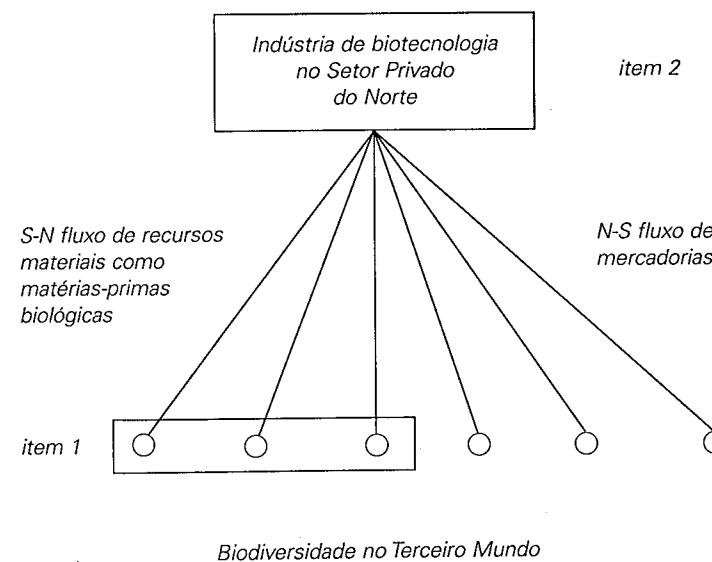 Indústria de biotecnologia
no Setor Privado
do Norte
item 2
S-N fluxo de recursos
materiais como
matérias-primas
biológicas
N-S fluxo de
mercadorias
item 1
Biodiversidade no Terceiro Mundo